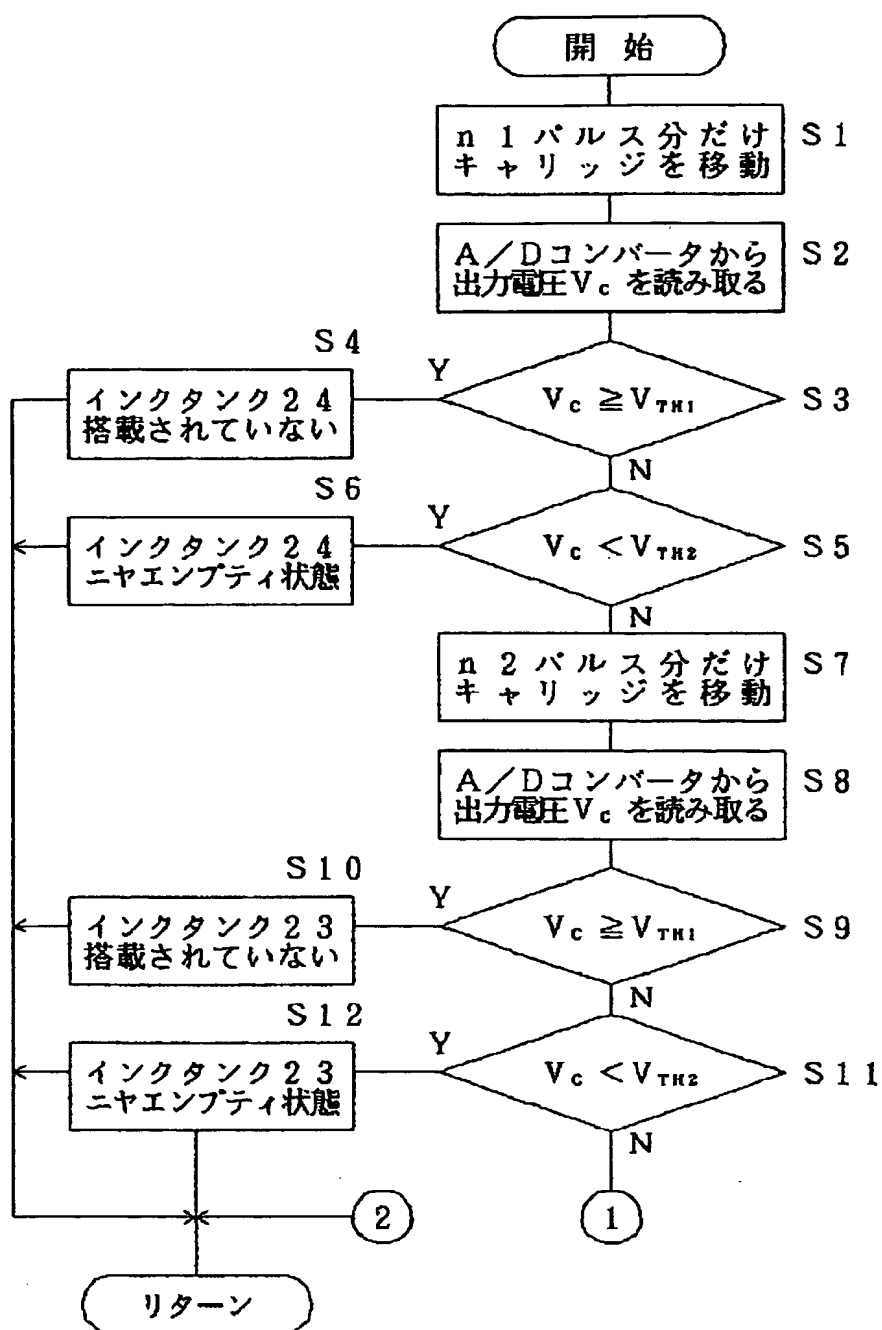 開始
n1パルス分だけ
キャリッジを移動
S1
A/Dコンバータから
出力電圧Vcを読み取る
S2
S4
インクタンク24
搭載されていない
Y
Vc≧VTH1
S3
N
S6
インクタンク24
ニヤエンプティ状態
Y
Vc<VTH2
S5
N
n2パルス分だけ
キャリッジを移動
S7
A/Dコンバータから
出力電圧Vcを読み取る
S8
S10
インクタンク23
搭載されていない
Y
Vc≧VTH1
S9
N
S12
インクタンク23
ニヤエンプティ状態
Y
Vc<VTH2
S11
N
2
1
リターン